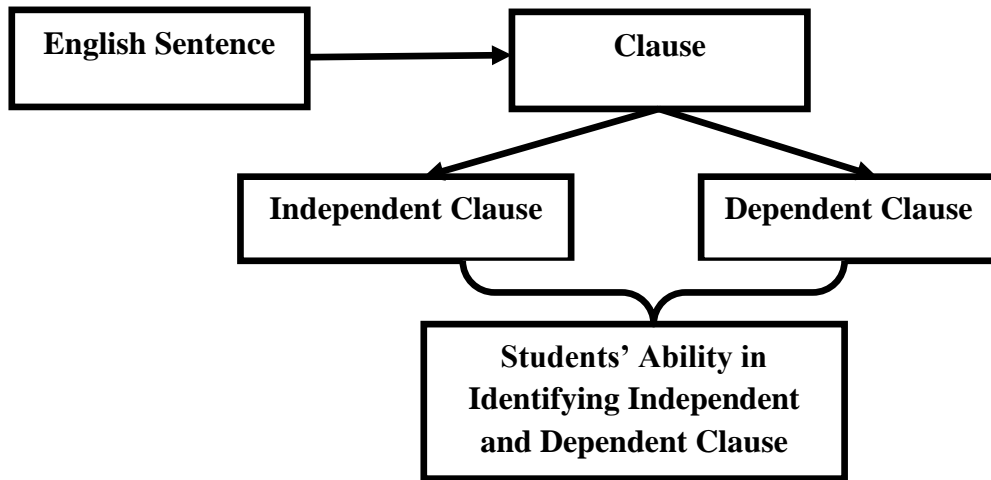 English Sentence
Clause
Independent Clause
Dependent Clause
Students’ Ability in
Identifying Independent
and Dependent Clause